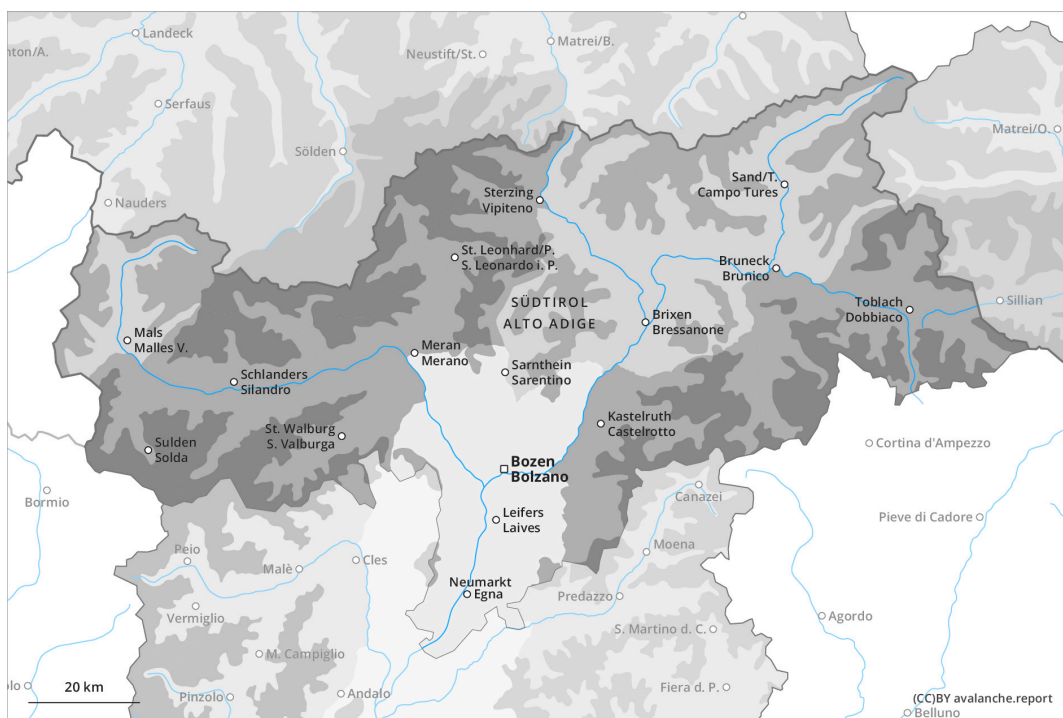 Landeck
nton/A.
Neustift/St.
Matrei/B.
Serfaus
Matrei/O.
Sölden
Nauders
Sterzing
Vipiteno
Sand/T.
Campo Tures
St. Leonhard/P.
S. Leonardo i. P.
Bruneck
Brunico
SÜDTIROL
ALTO ADIGE
Toblach
Dobbiaco
Sillian
Brixen
Bressanone
Mals
Malles V.
Meran
Merano
Sarnthein
Sarentino
Schlanders
Silandro
Kastelruth
Castelrotto
St. Walburg
S. Valburga
Sulden
Solda
Cortina d'Ampezzo
Bozen
Bolzano
Bormio
Canazei
Leifers
Laives
Pieve di Cadore
Peio
Malè
Cles
Moena
Neumarkt
Egna
Predazzo
Vermiglio
Agordo
S. Martino d. C.
M. Campiglio
olo
20 km
Pinzolo
Andalo
Fiera d. P.
(CC)BY avalanche.report
Belluno